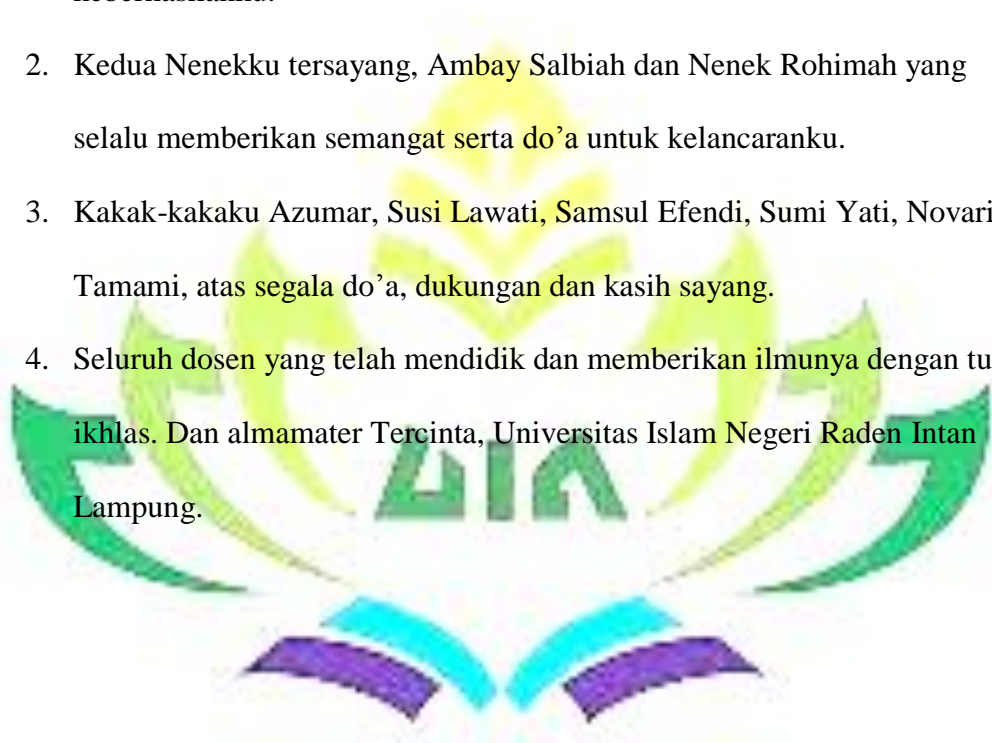 2. Kedua Nenekku tersayang, Ambay Salbiah dan Nenek Rohimah yang
selalu memberikan semangat serta do’a untuk kelancaranku.
3. Kakak-kakaku Azumar, Susi Lawati, Samsul Efendi, Sumi Yati, Novari
Tamami, atas segala do’a, dukungan dan kasih sayang.
4. Seluruh dosen yang telah mendidik dan memberikan ilmunya dengan tu
ikhlas. Dan almamater Tercinta, Universitas Islam Negeri Raden Intan
Lampung.
UIN